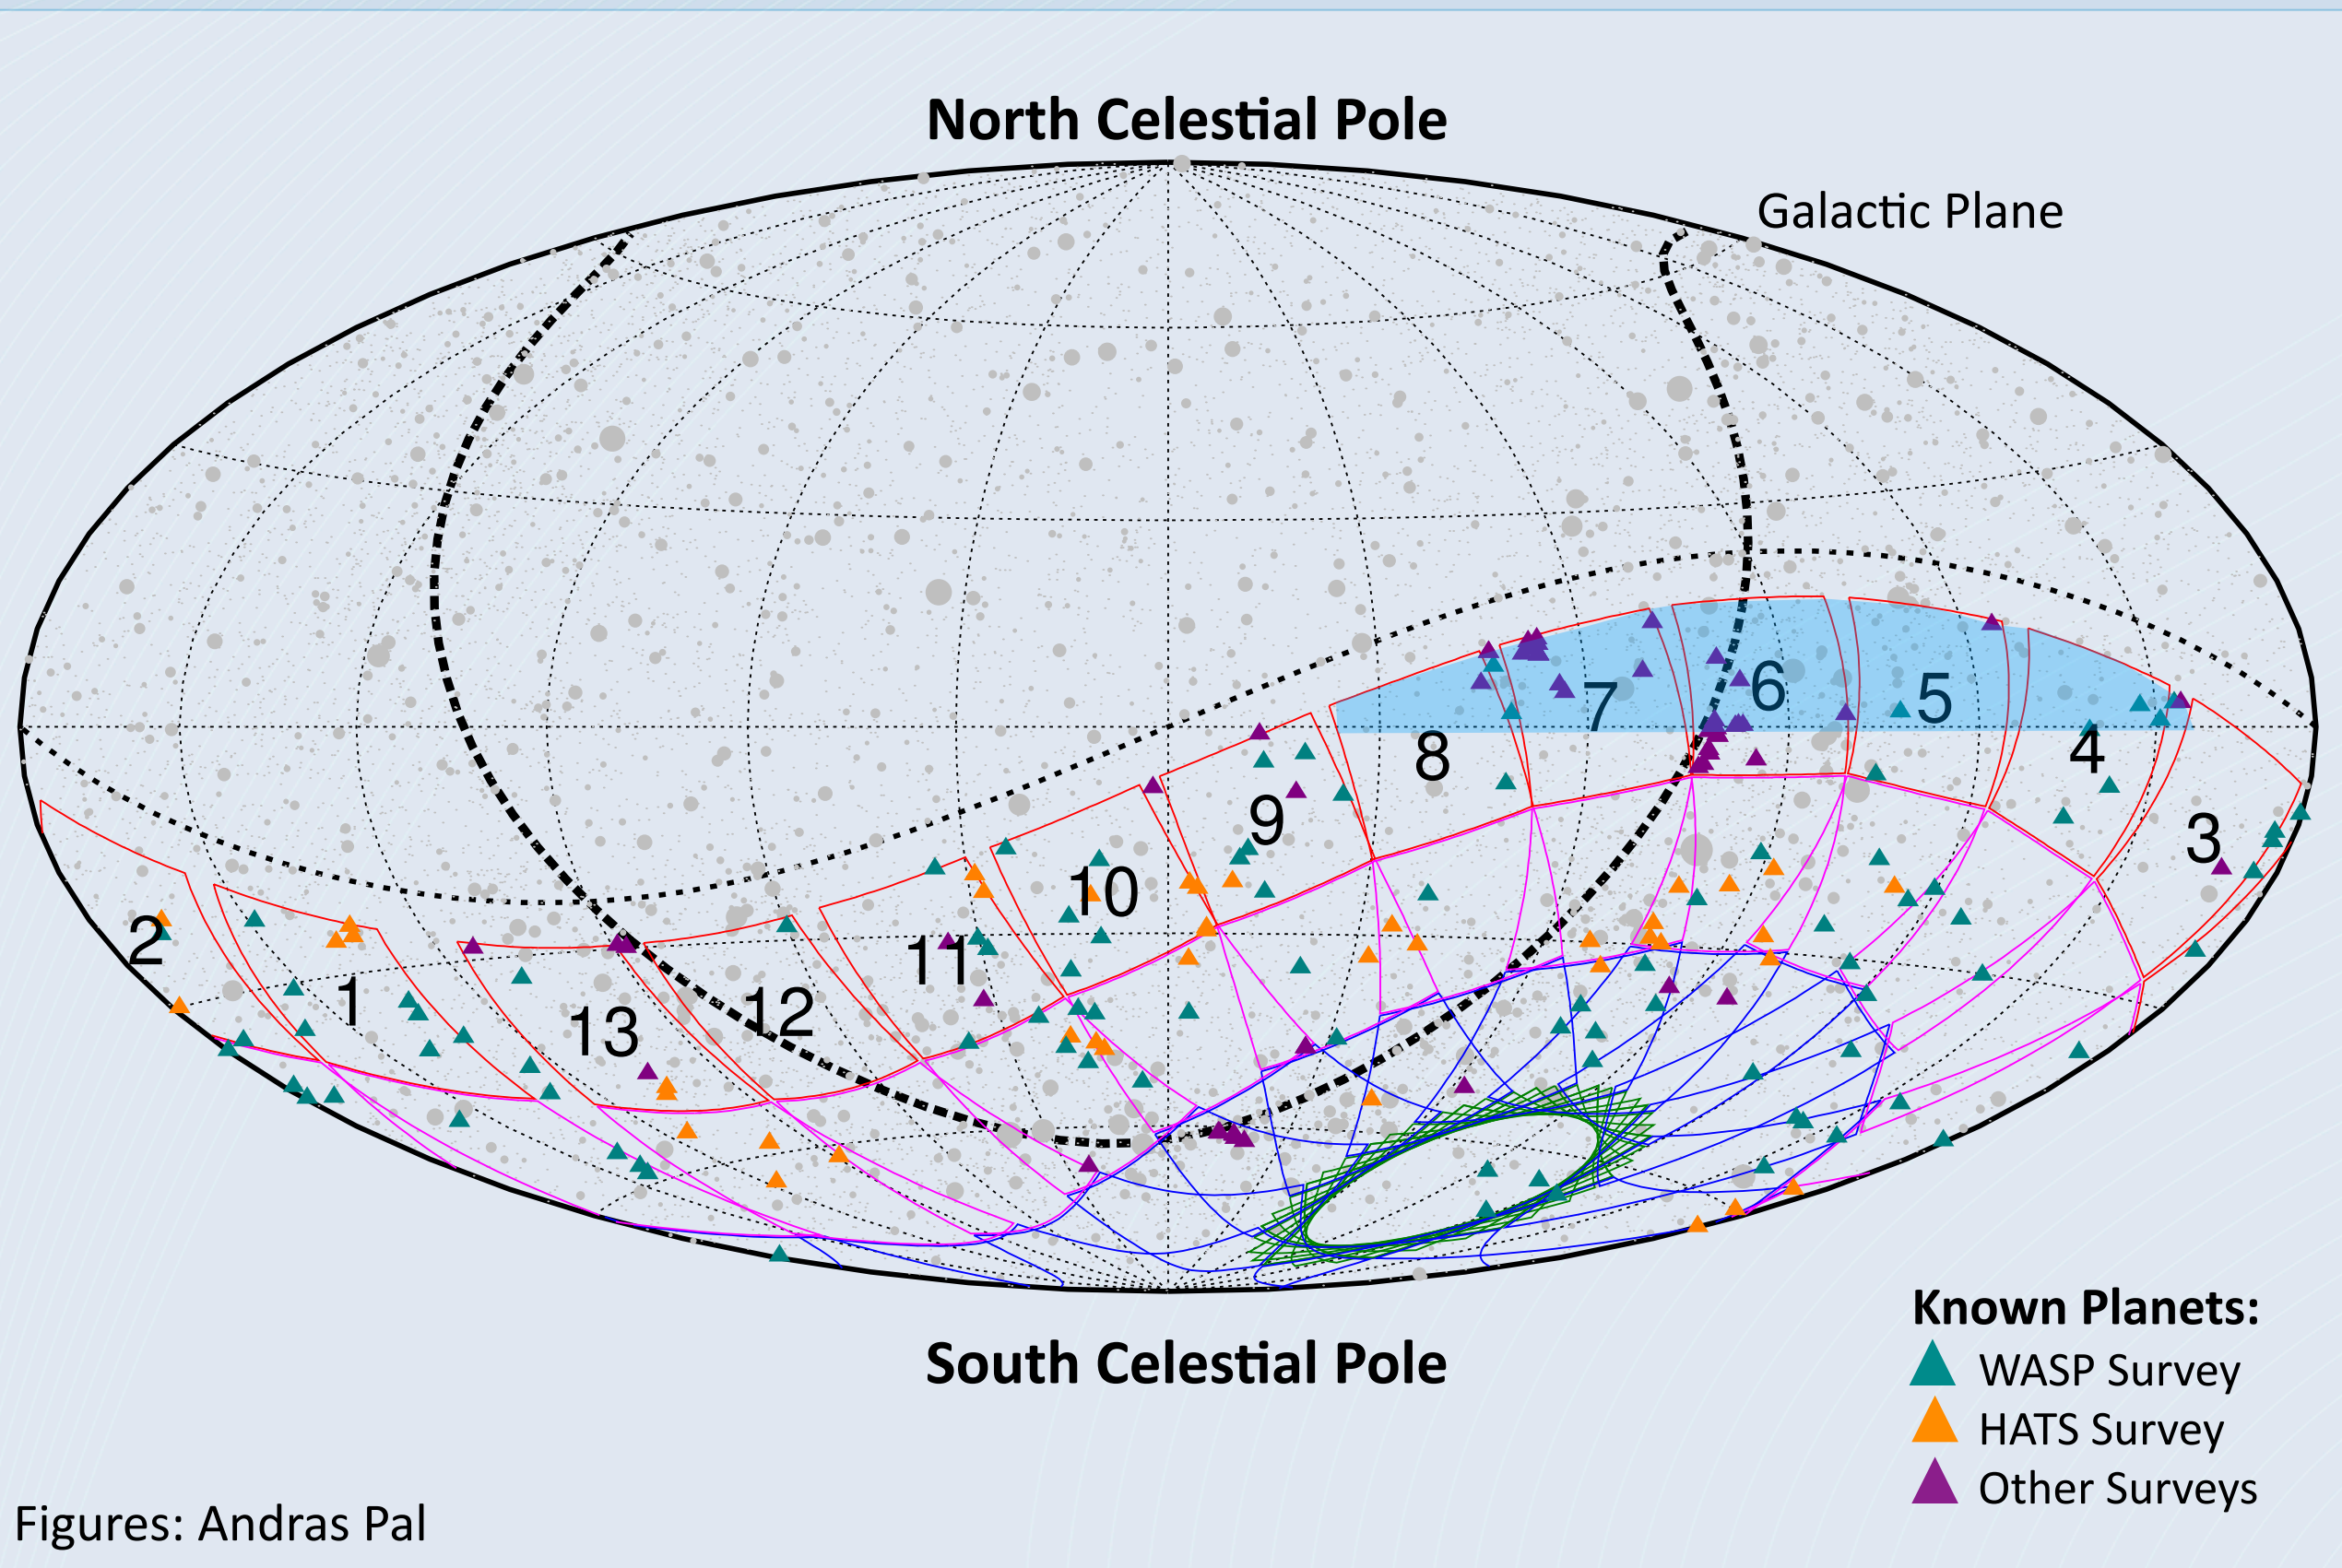 North Celestial Pole
Galactic Plane
7
6
5
8
4
9
3
10
2
11
1
12
13
South Celestial Pole
Known Planets:
WASP Survey
HATS Survey
Other Surveys
Figures: Andras Pal